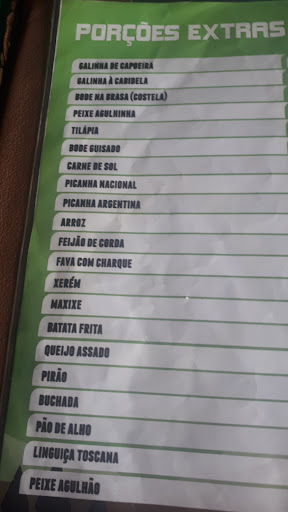 PORÇÕES EXTRAS
GALINHA DE CAPOEIRA
GALINHA À CABIDELA
BODE NA BRASA (COSTELA)
PEIXE AGULHINHA
TILÁPIA
BODE GUISADO
CARNE DE SOL
PICANHA NACIONAL
PICANHA ARGENTINA
ARROZ
FEIJÃO DE CORDA
FAVA COM CHARQUE
XERÉM
MAXIXE
BATATA FRITA
QUEIJO ASSADO
PIRÃO
BUCHADA
PÃO DE ALHO
LINGUIÇA TOSCANA
PEIXE AGULHÃO